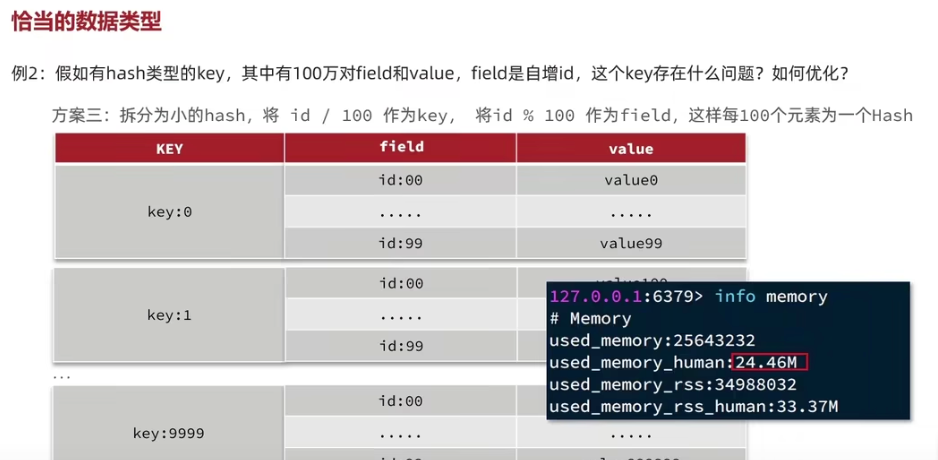 恰当的数据类型
例2：假如有hash类型的key，其中有100万对field和value，field是自增id，这个key存在什么问题？如何优化？
方案三：拆分为小的hash，将 id / 100 作为key， 将id % 100 作为field，这样每100个元素为一个Hash
KEY field value
id:00 value0
key:0 ..... .....
id:99 value99
id:00
key:1 .....
id:99
...
id:00
key:9999 ..... .....
127.0.0.1:6379> info memory
# Memory
used_memory:25643232
used_memory_human:24.46M
used_memory_rss:34988032
used_memory_rss_human:33.37M